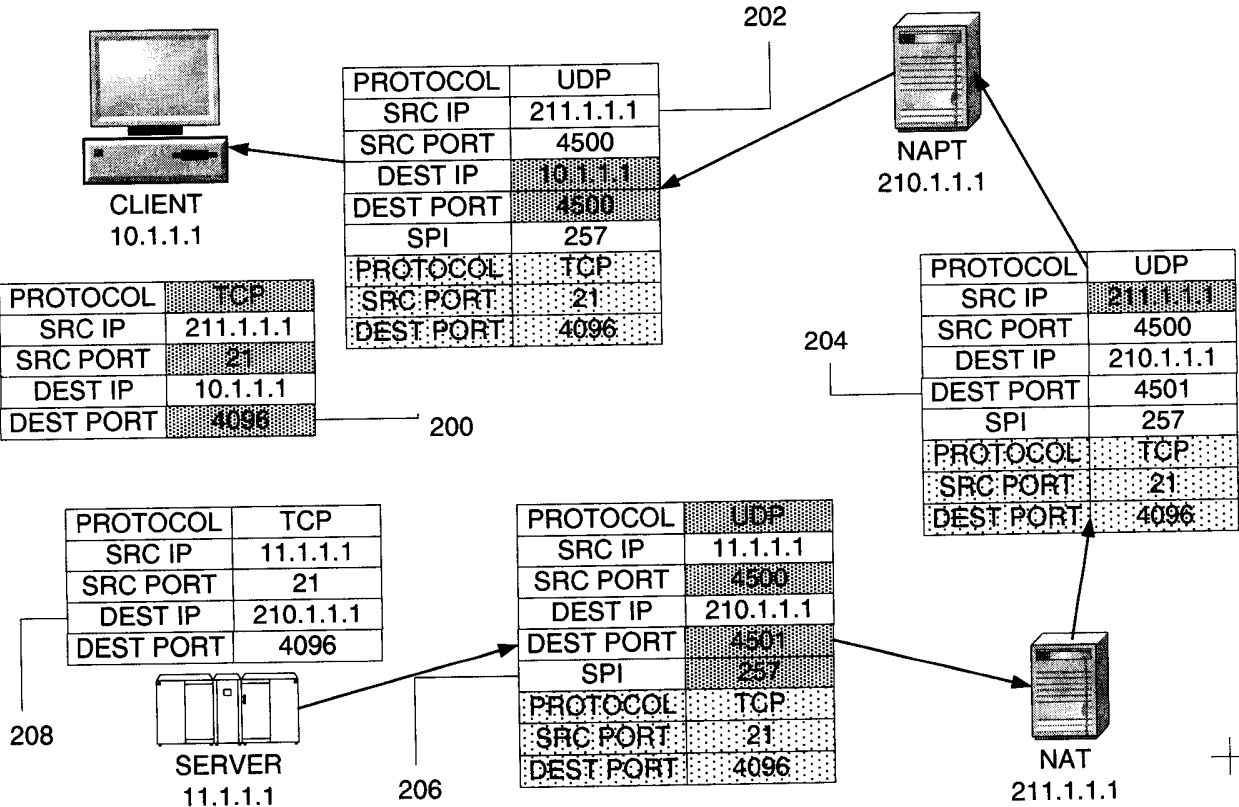 202
PROTOCOL UDP
SRC IP 211.1.1.1
SRC PORT 4500
DEST IP 10.1.1.1
DEST PORT 4500
SPI 257
PROTOCOL TCP
SRC PORT 21
DEST PORT 4096
NAPT
210.1.1.1
CLIENT
10.1.1.1
PROTOCOL TCP
SRC IP 211.1.1.1
SRC PORT 21
DEST IP 10.1.1.1
DEST PORT 4096
200
204
PROTOCOL UDP
SRC IP 211.1.1.1
SRC PORT 4500
DEST IP 210.1.1.1
DEST PORT 4501
SPI 257
PROTOCOL TCP
SRC PORT 21
DEST PORT 4096
PROTOCOL TCP
SRC IP 11.1.1.1
SRC PORT 21
DEST IP 210.1.1.1
DEST PORT 4096
208
SERVER
11.1.1.1
PROTOCOL UDP
SRC IP 11.1.1.1
SRC PORT 4500
DEST IP 210.1.1.1
DEST PORT 4501
SPI 257
PROTOCOL TCP
SRC PORT 21
DEST PORT 4096
206
NAT
211.1.1.1